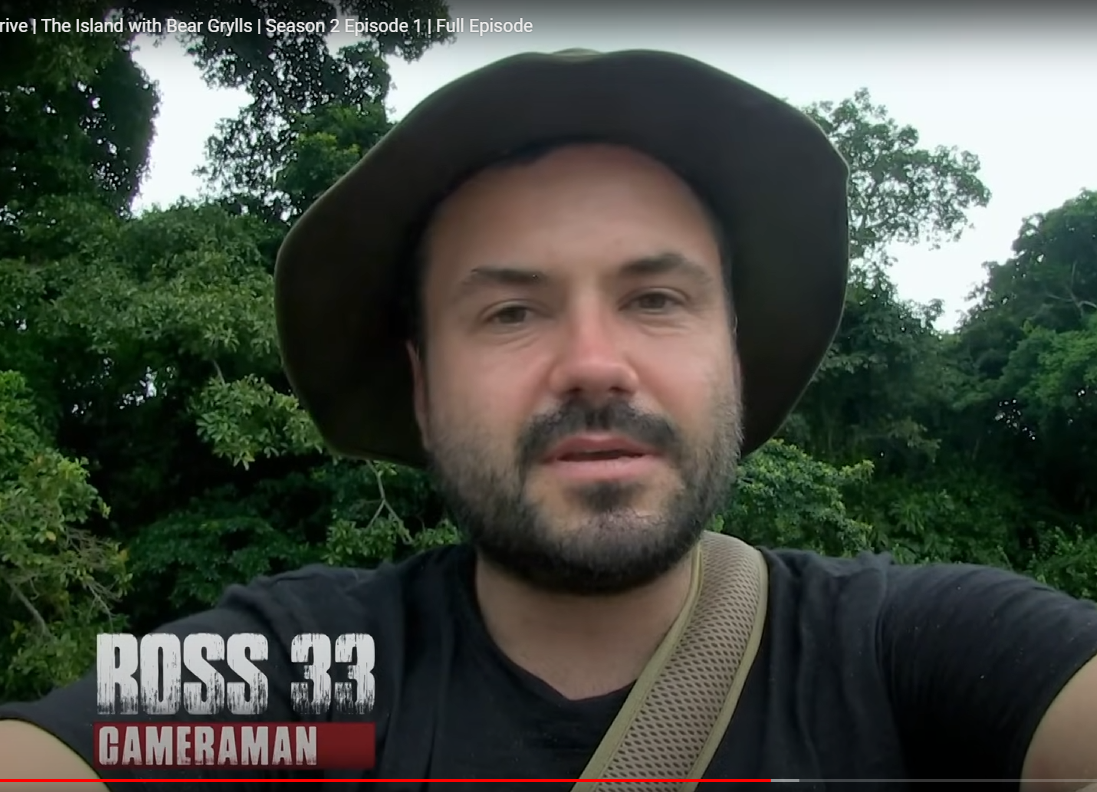 rive | The Island with Bear Grylls | Season 2 Episode 1 | Full Episode
ROSS 33
CAMERAMAN